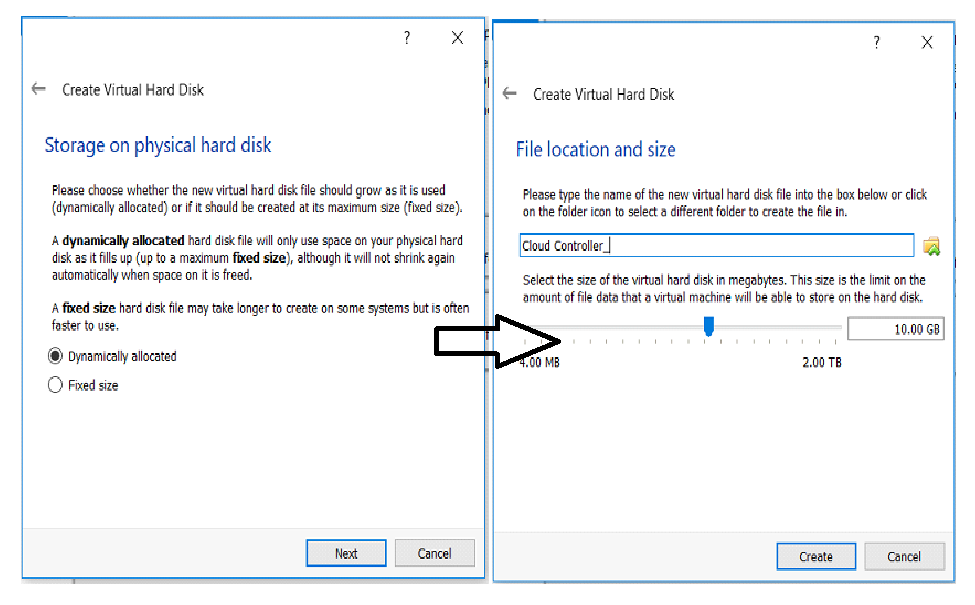 ?
X
← Create Virtual Hard Disk
Storage on physical hard disk
Please choose whether the new virtual hard disk file should grow as it is used
(dynamically allocated) or if it should be created at its maximum size (fixed size).
A dynamically allocated hard disk file will only use space on your physical hard
disk as it fills up (up to a maximum fixed size), although it will not shrink again
automatically when space on it is freed.
A fixed size hard disk file may take longer to create on some systems but is often
faster to use.
Dynamically allocated
Fixed size
Next
Cancel
?
X
← Create Virtual Hard Disk
File location and size
Please type the name of the new virtual hard disk file into the box below or click
on the folder icon to select a different folder to create the file in.
Cloud Controller_
Select the size of the virtual hard disk in megabytes. This size is the limit on the
amount of file data that a virtual machine will be able to store on the hard disk.
10.00 GB
4.00 MB
2.00 TB
Create
Cancel